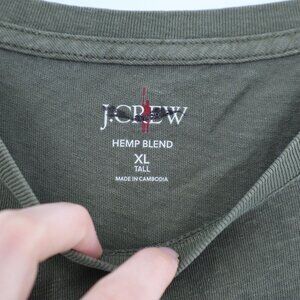 J.CREW
HEMP BLEND
XL
TALL
MADE IN CAMBODIA